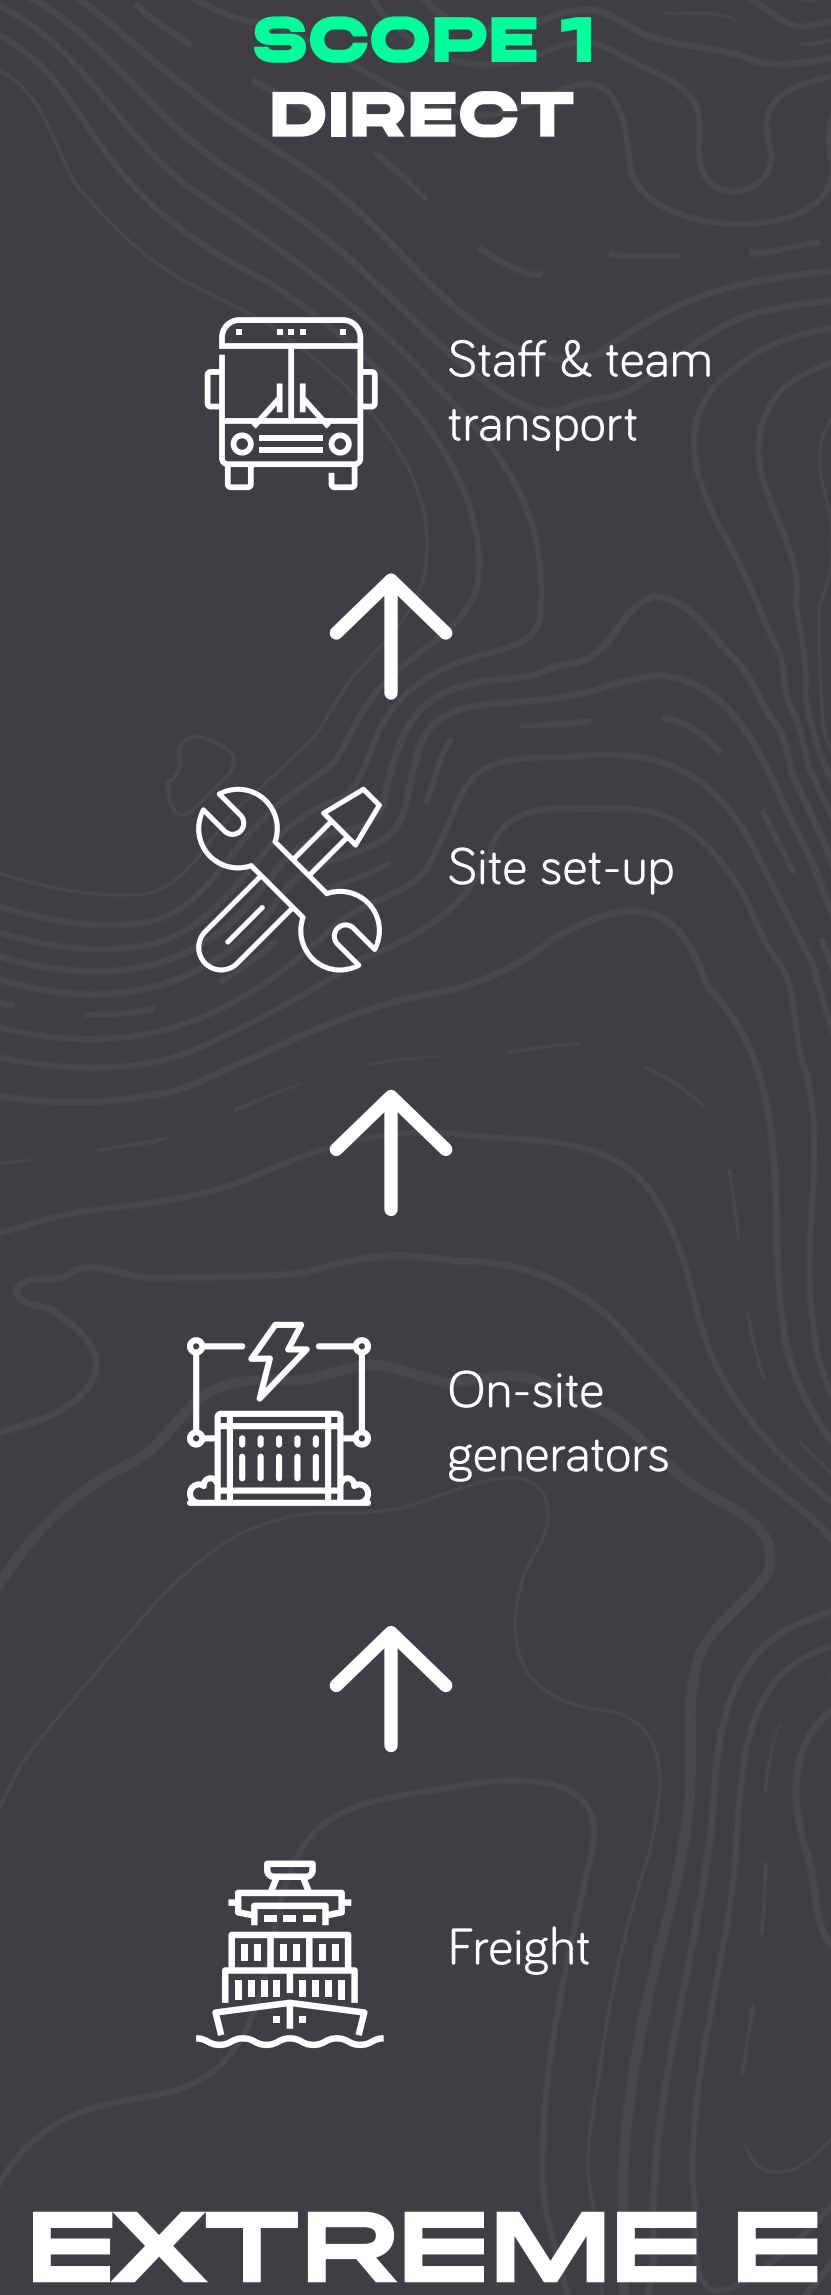 SCOPE 1
DIRECT
Staff & team
transport
Site set-up
On-site
generators
Freight
EXTREME E